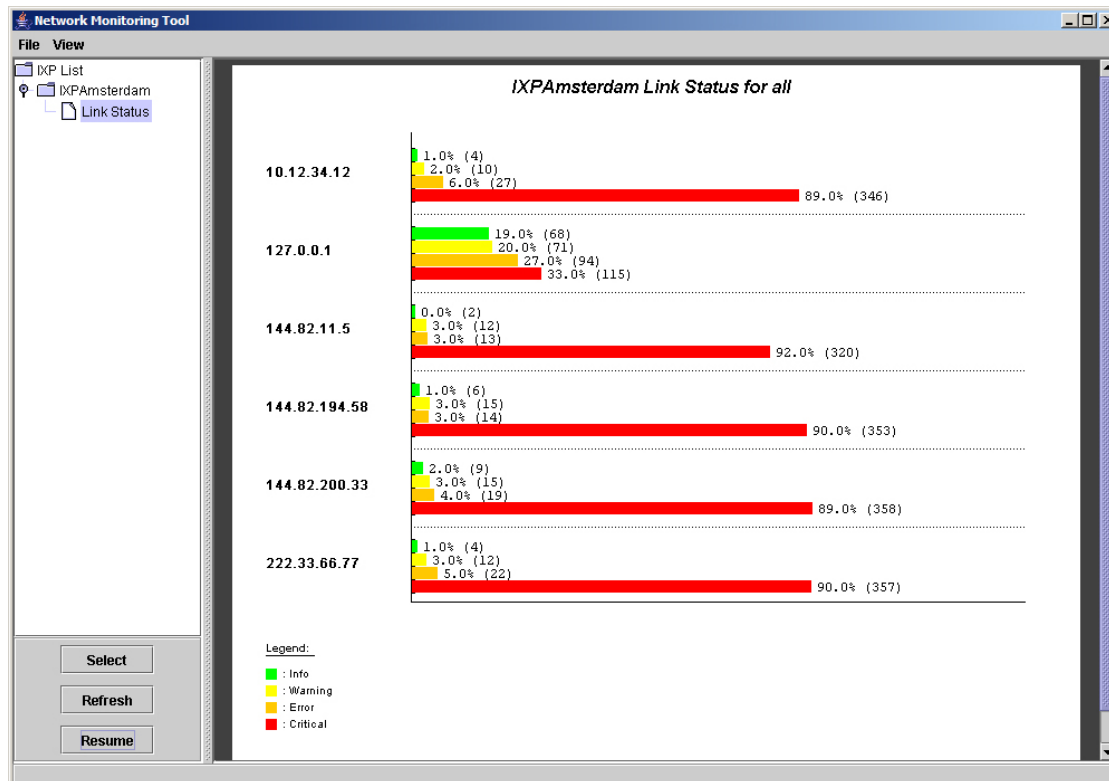 Network Monitoring Tool
File View
IXP List
IXPAmsterdam
Link Status
Select
Refresh
Resume
IXPAmsterdam Link Status for all
10.12.34.12
1.0% (4)
2.0% (10)
6.0% (27)
89.0% (346)
127.0.0.1
19.0% (68)
20.0% (71)
27.0% (94)
33.0% (115)
144.82.11.5
0.0% (2)
3.0% (12)
3.0% (13)
92.0% (320)
144.82.194.58
1.0% (6)
3.0% (15)
3.0% (14)
90.0% (353)
144.82.200.33
2.0% (9)
3.0% (15)
4.0% (19)
89.0% (358)
222.33.66.77
1.0% (4)
3.0% (12)
5.0% (22)
90.0% (357)
Legend:
: Info
: Warning
: Error
: Critical